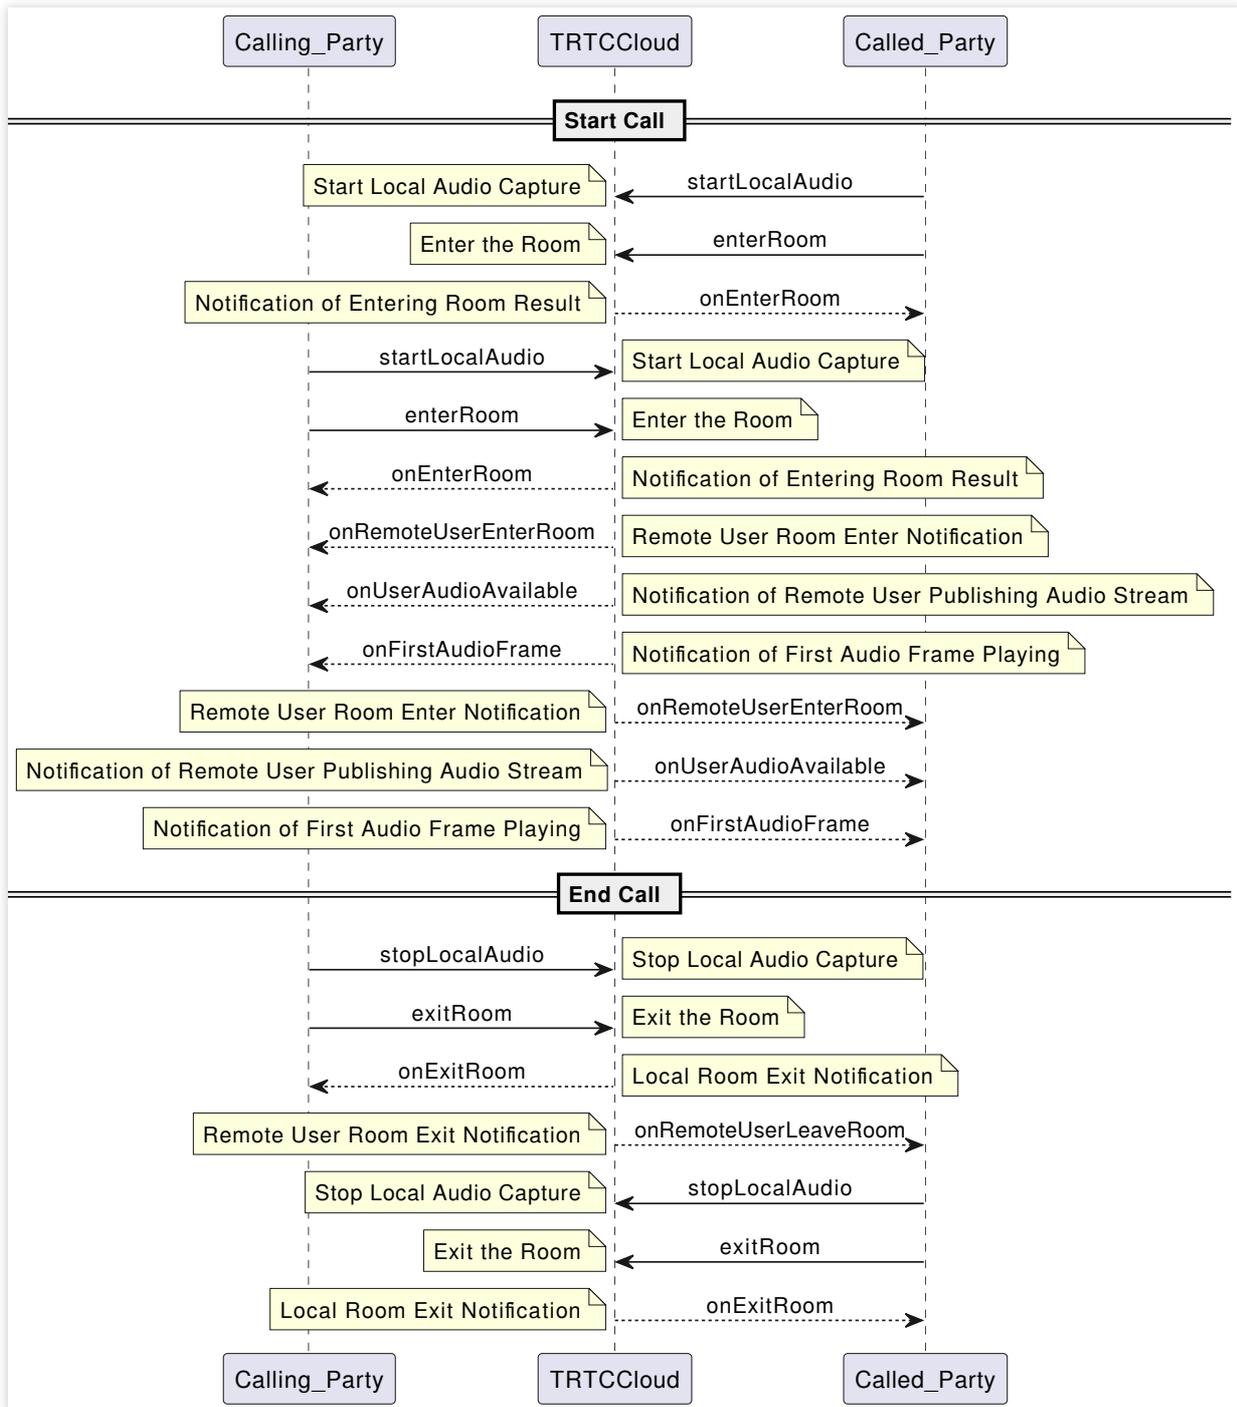 Calling_Party TRTCCloud Called_Party
Start Call
Start Local Audio Capture startLocalAudio
Enter the Room enterRoom
Notification of Entering Room Result onEnterRoom
startLocalAudio Start Local Audio Capture
enterRoom Enter the Room
onEnterRoom Notification of Entering Room Result
onRemoteUserEnterRoom Remote User Room Enter Notification
onUserAudioAvailable Notification of Remote User Publishing Audio Stream
onFirstAudioFrame Notification of First Audio Frame Playing
Remote User Room Enter Notification onRemoteUserEnterRoom
Notification of Remote User Publishing Audio Stream onUserAudioAvailable
Notification of First Audio Frame Playing onFirstAudioFrame
End Call
stopLocalAudio Stop Local Audio Capture
exitRoom Exit the Room
onExitRoom Local Room Exit Notification
Remote User Room Exit Notification onRemoteUserLeaveRoom
Stop Local Audio Capture stopLocalAudio
Exit the Room exitRoom
Local Room Exit Notification onExitRoom
Calling_Party TRTCCloud Called_Party